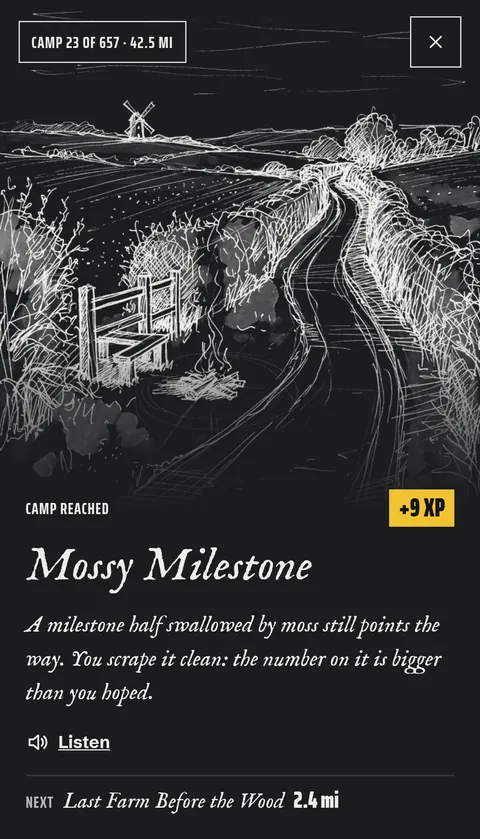 CAMP 23 OF 657 · 42.5 MI
CAMP REACHED
+9 XP
Mossy Milestone
A milestone half swallowed by moss still points the
way. You scrape it clean: the number on it is bigger
than you hoped.
Listen
NEXT Last Farm Before the Wood 2.4 mi